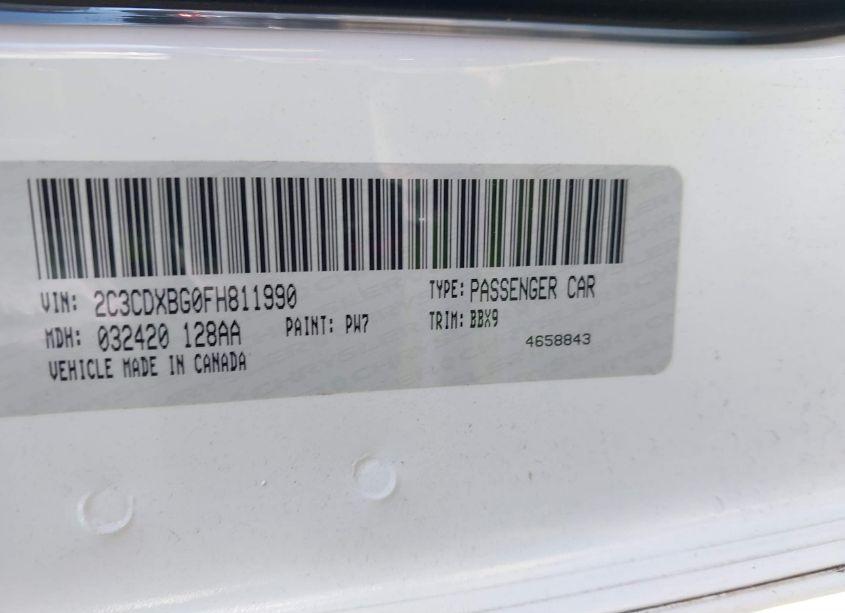 VIN: 2C3CDXBG0FH811990 TYPE: PASSENGER CAR
MDH: 032420 128AA PAINT: PW7 TRIM: BBX9
VEHICLE MADE IN CANADA 4658843